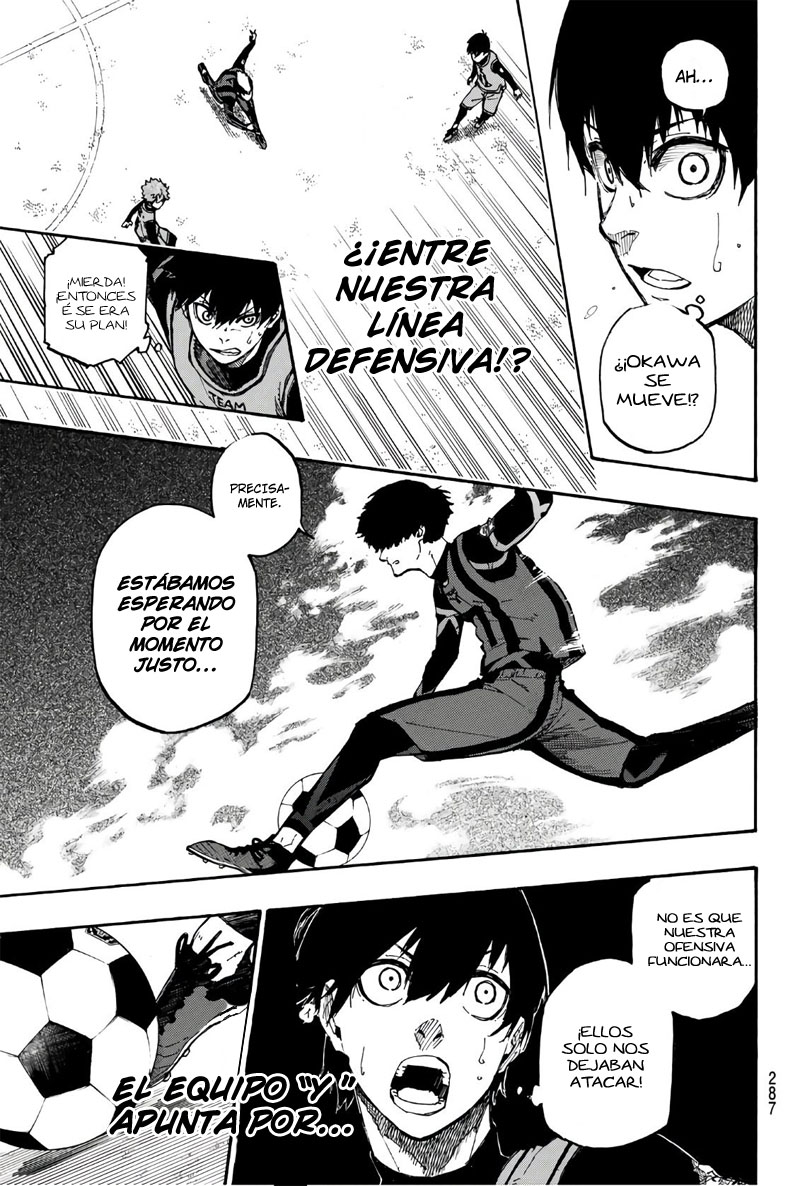 AH...
¿¡OKAWA
SE
MUEVE!?
¿¡ENTRE
NUESTRA
LÍNEA
DEFENSIVA!?
¡MIERDA!
ENTONCES
É SE ERA
SU PLAN!
TEAM
PRECISA-
MENTE.
ESTÁBAMOS
ESPERANDO
POR EL
MOMENTO
JUSTO...
NO ES QUE
NUESTRA
OFENSIVA
FUNCIONARA...
¡ELLOS
SOLO NOS
DEJABAN
ATACAR!
EL EQUIPO "Y"
APUNTA POR...
287